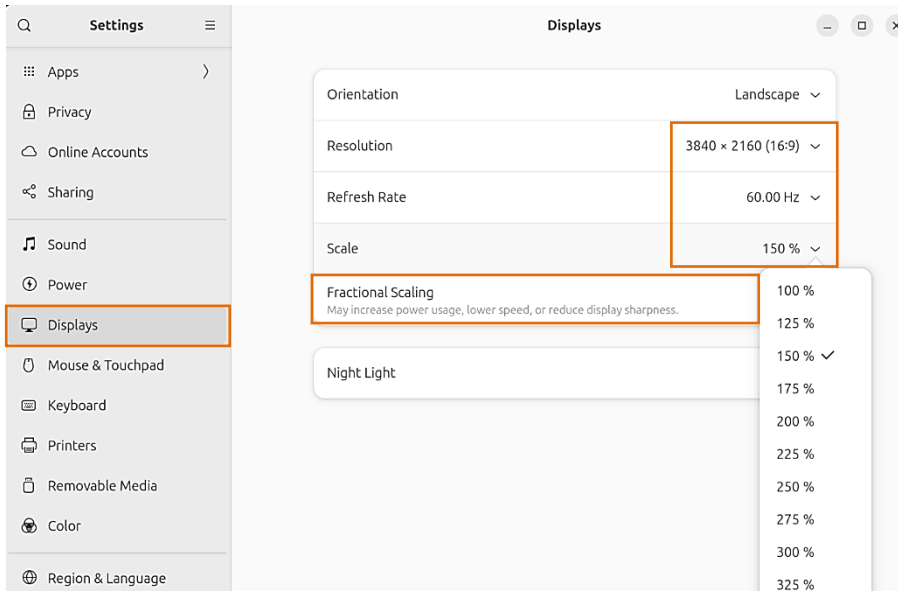 Settings
Apps
Privacy
Online Accounts
Sharing
Sound
Power
Displays
Mouse & Touchpad
Keyboard
Printers
Removable Media
Color
Region & Language
Displays
Orientation
Landscape
Resolution
3840 × 2160 (16∶9)
Refresh Rate
60.00 Hz
Scale
150 %
Fractional Scaling
May increase power usage, lower speed, or reduce display sharpness.
Night Light
100 %
125 %
150 %
175 %
200 %
225 %
250 %
275 %
300 %
325 %